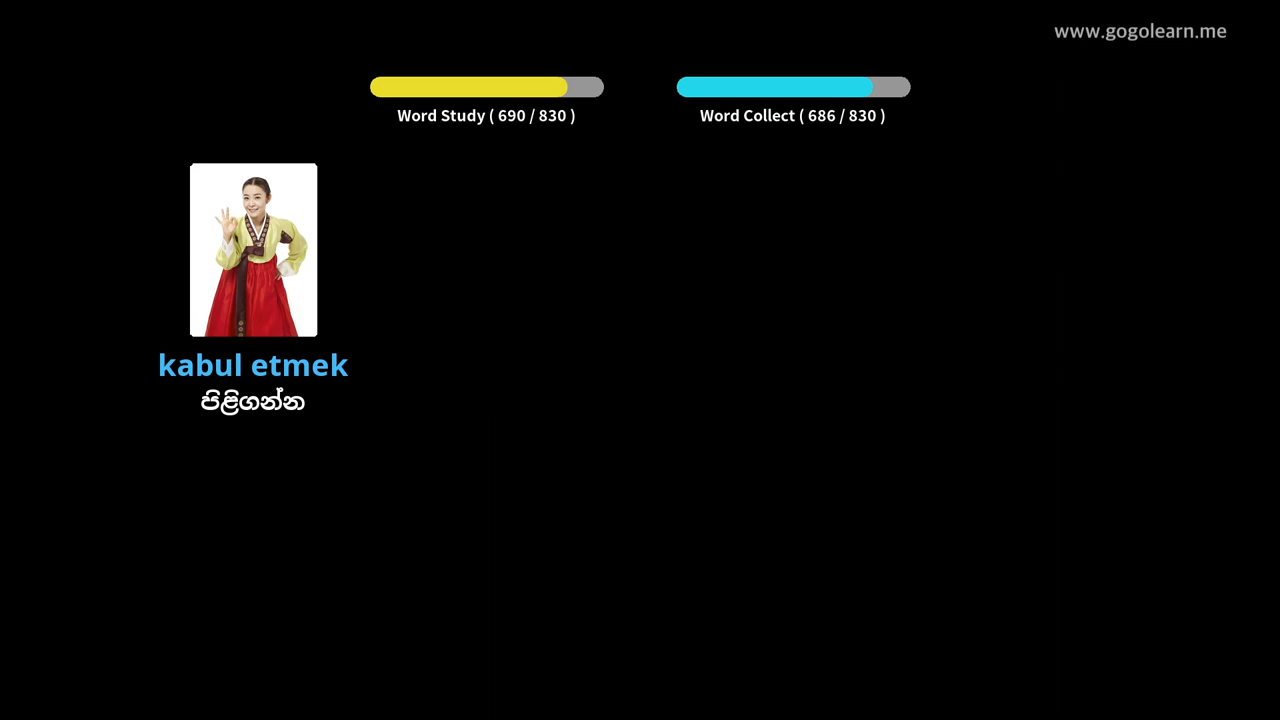 www.gogolearn.me
Word Study ( 690 / 830 )
Word Collect ( 686 / 830 )
kabul etmek
පිළිගන්න